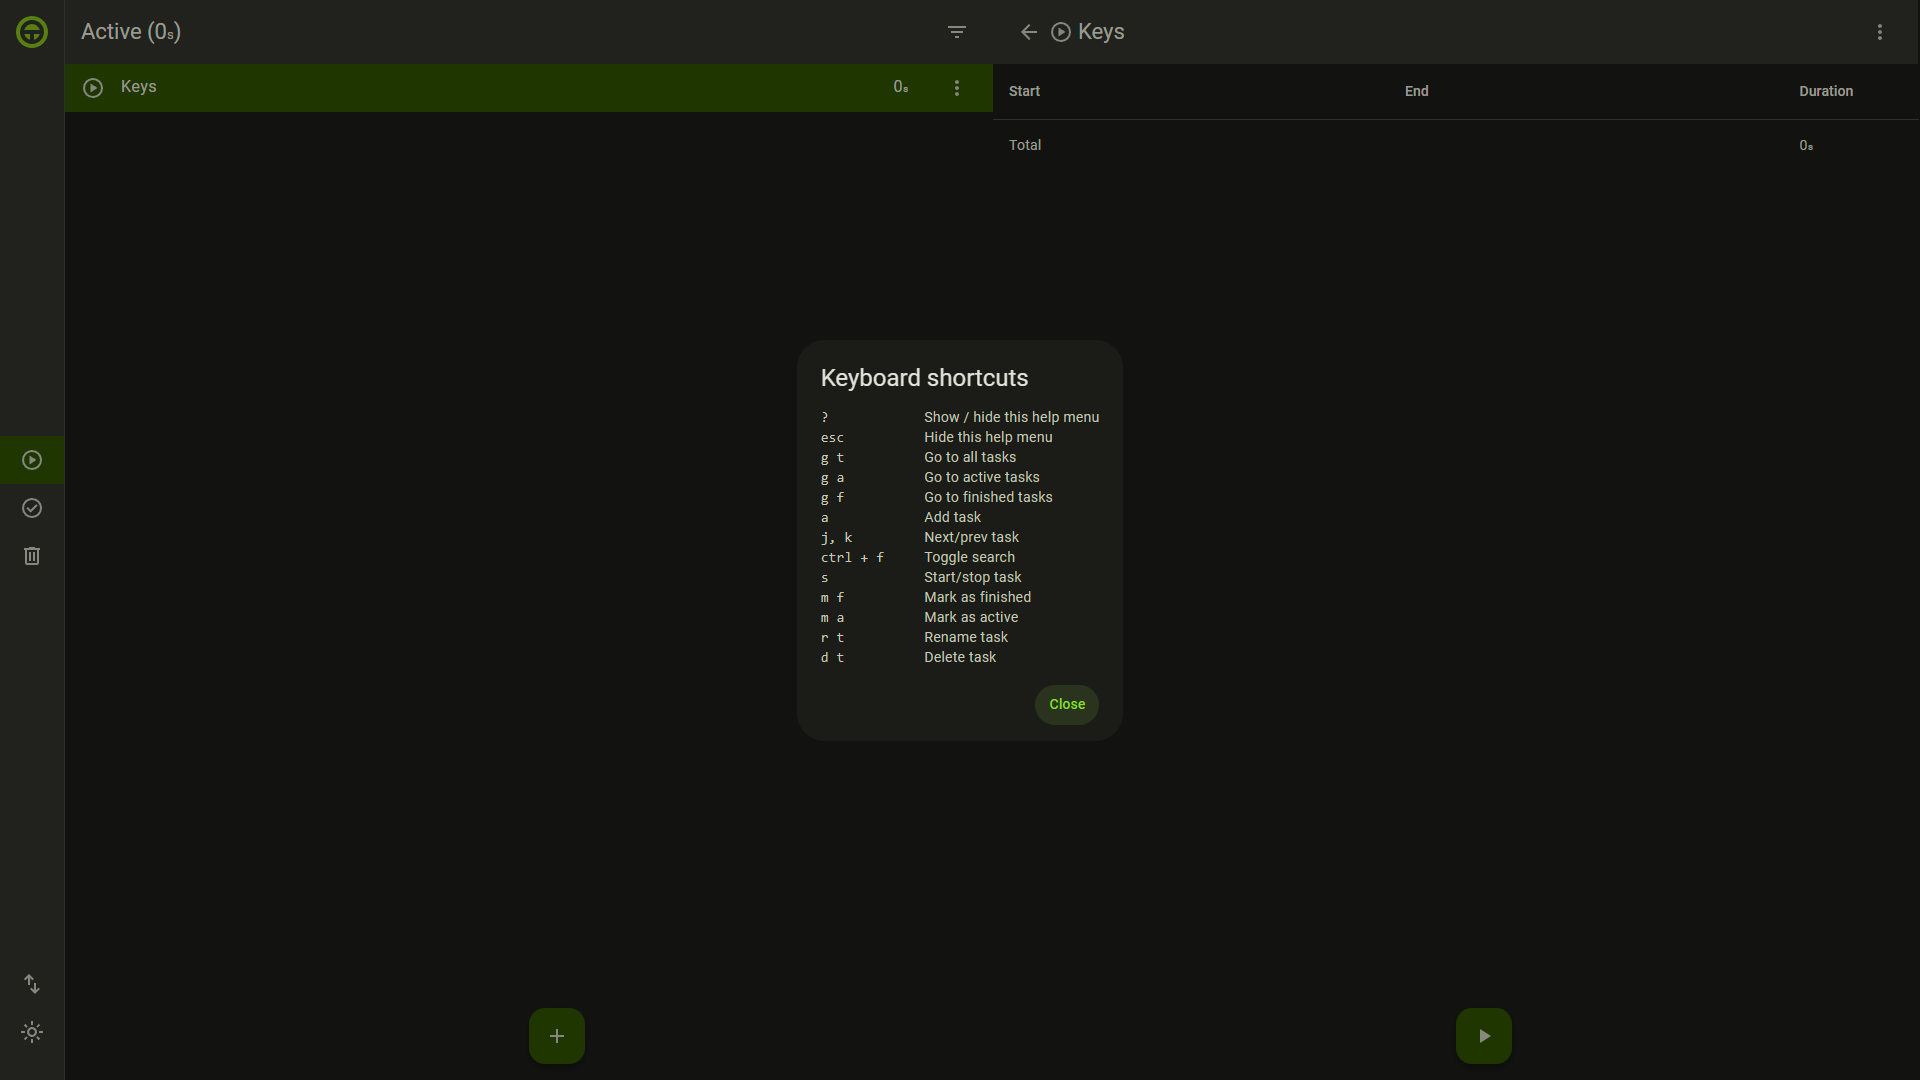 Active (0s)
Keys
Keys 0s
Start End Duration
Total 0s
Keyboard shortcuts
? Show / hide this help menu
esc Hide this help menu
g t Go to all tasks
g a Go to active tasks
g f Go to finished tasks
a Add task
j, k Next/prev task
ctrl + f Toggle search
s Start/stop task
m f Mark as finished
m a Mark as active
r t Rename task
d t Delete task
Close